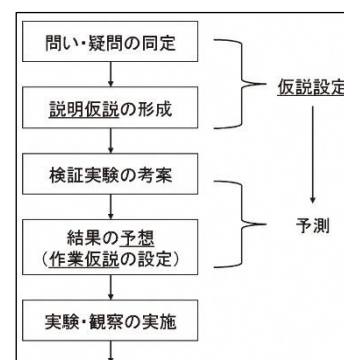 問い・疑問の同定
仮説設定
説明仮説の形成
検証実験の考案
予測
結果の予想
(作業仮説の設定)
実験・観察の実施